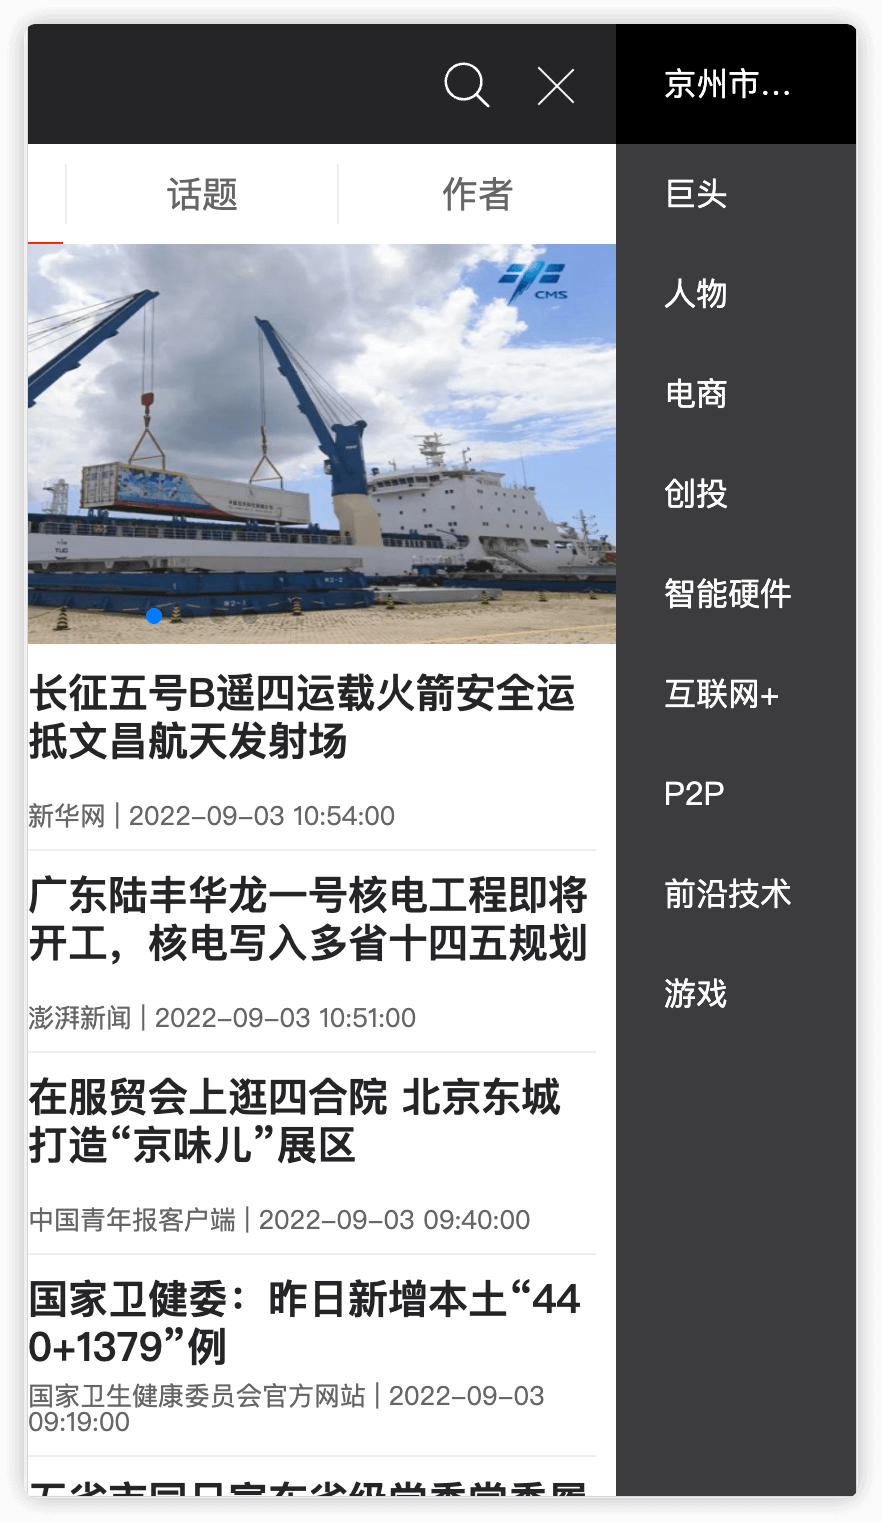 京州市…
话题
作者
CMS
长征五号B遥四运载火箭安全运
抵文昌航天发射场
新华网 | 2022-09-03 10:54:00
广东陆丰华龙一号核电工程即将
开工，核电写入多省十四五规划
澎湃新闻 | 2022-09-03 10:51:00
在服贸会上逛四合院 北京东城
打造“京味儿”展区
中国青年报客户端 | 2022-09-03 09:40:00
国家卫健委：昨日新增本土“44
0+1379”例
国家卫生健康委员会官方网站 | 2022-09-03
09:19:00
巨头
人物
电商
创投
智能硬件
互联网+
P2P
前沿技术
游戏